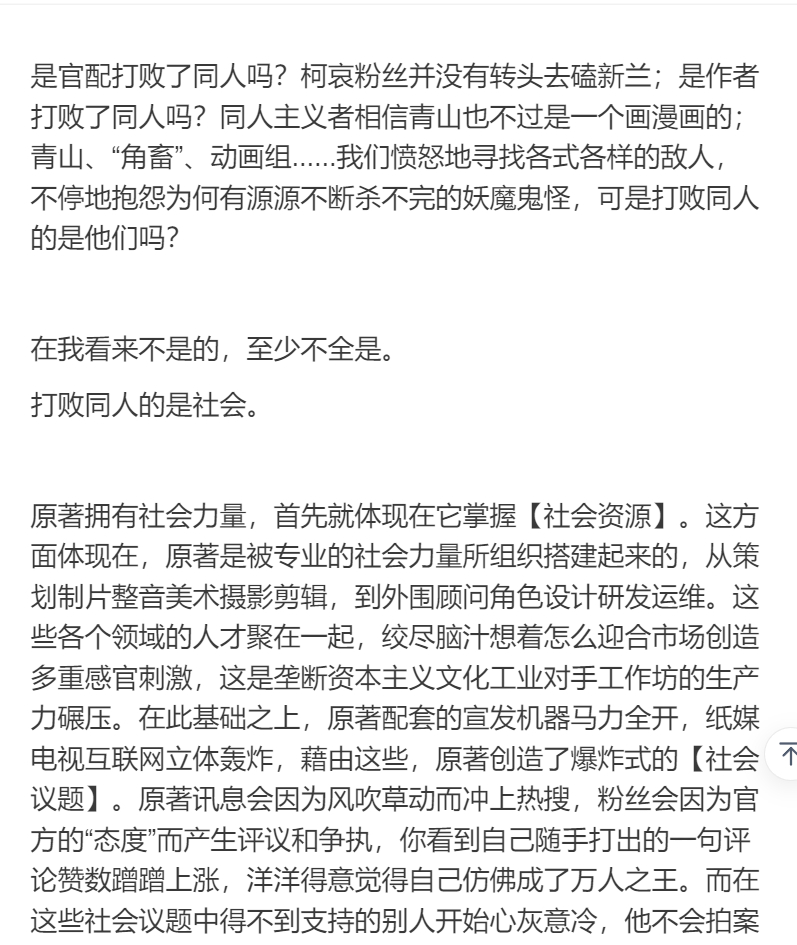 是官配打败了同人吗？柯哀粉丝并没有转头去磕新兰；是作者
打败了同人吗？同人主义者相信青山也不过是一个画漫画的；
青山、“角畜”、动画组......我们愤怒地寻找各式各样的敌人，
不停地抱怨为何有源源不断杀不完的妖魔鬼怪，可是打败同人
的是他们吗？
在我看来不是的，至少不全是。
打败同人的是社会。
原著拥有社会力量，首先就体现在它掌握【社会资源】。这方
面体现在，原著是被专业的社会力量所组织搭建起来的，从策
划制片整音美术摄影剪辑，到外围顾问角色设计研发运维。这
些各个领域的人才聚在一起，绞尽脑汁想着怎么迎合市场创造
多重感官刺激，这是垄断资本主义文化工业对手工作坊的生产
力碾压。在此基础之上，原著配套的宣发机器马力全开，纸媒
电视互联网立体轰炸，藉由这些，原著创造了爆炸式的【社会
议题】。原著讯息会因为风吹草动而冲上热搜，粉丝会因为官
方的“态度”而产生评议和争执，你看到自己随手打出的一句评
论赞数蹭蹭上涨，洋洋得意觉得自己仿佛成了万人之王。而在
这些社会议题中得不到支持的别人开始心灰意冷，他不会拍案